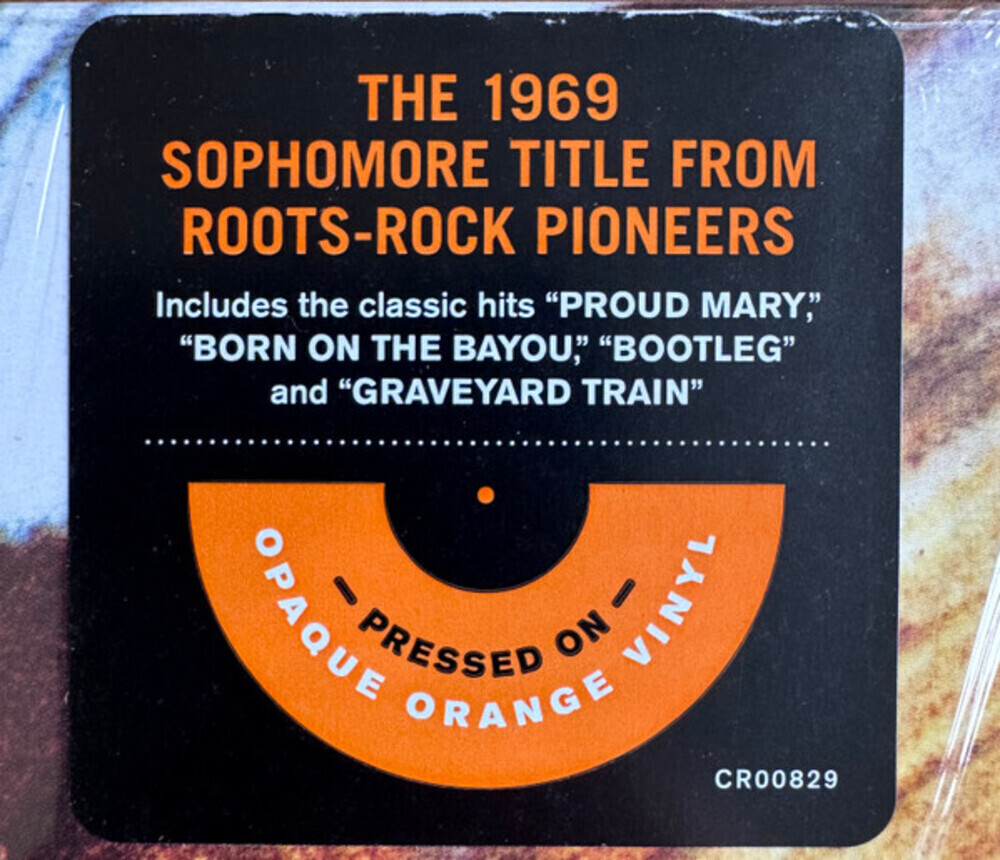 THE 1969
SOPHOMORE TITLE FROM
ROOTS-ROCK PIONEERS
Includes the classic hits “PROUD MARY,”
“BORN ON THE BAYOU,” “BOOTLEG”
and “GRAVEYARD TRAIN”
– PRESSED ON –
OPAQUE ORANGE VINYL
CR00829